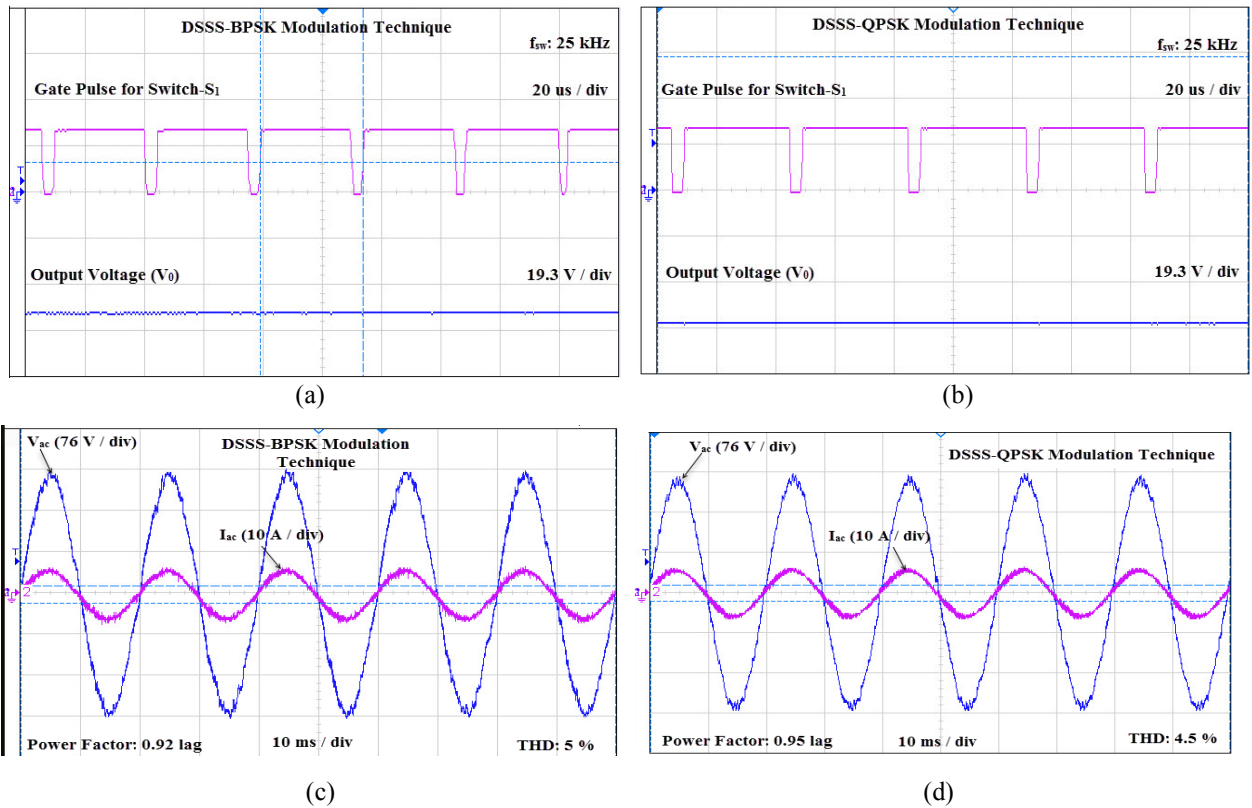 DSSS-BPSK Modulation Technique
fsw: 25 kHz
Gate Pulse for Switch-S1
20 us / div
T
Output Voltage (V0)
19.3 V / div
(a)
DSSS-QPSK Modulation Technique
fsw: 25 kHz
Gate Pulse for Switch-S1
20 us / div
T
Output Voltage (V0)
19.3 V / div
(b)
Vac (76 V / div)
DSSS-BPSK Modulation
Technique
Iac (10 A / div)
T
2
Power Factor: 0.92 lag
10 ms / div
THD: 5 %
(c)
Vac (76 V / div)
DSSS-QPSK Modulation Technique
Iac (10 A / div)
T
2
Power Factor: 0.95 lag
10 ms / div
THD: 4.5 %
(d)